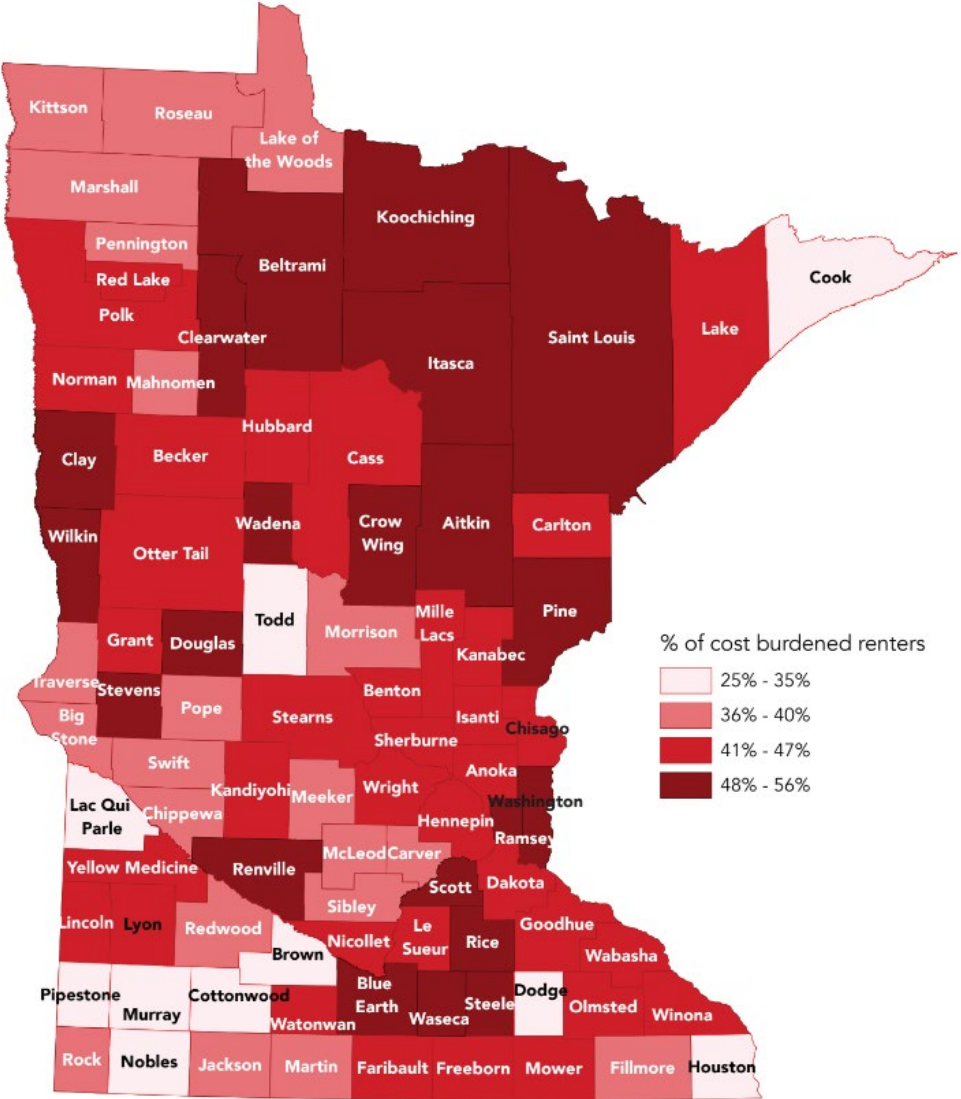 Kittson
Roseau
Lake of
the Woods
Marshall
Koochiching
Pennington
Beltrami
Red Lake
Cook
Polk
Clearwater
Saint Louis
Lake
Itasca
Norman
Mahnomen
Hubbard
Clay
Becker
Cass
Wadena
Crow
Wing
Aitkin
Carlton
Wilkin
Otter Tail
Todd
Mille
Lacs
Pine
Grant
Douglas
Morrison
Kanabec
% of cost burdened renters
25% - 35%
36% - 40%
41% - 47%
48% - 56%
Traverse
Stevens
Benton
Big
Stone
Pope
Stearns
Isanti
Chisago
Sherburne
Swift
Anoka
Kandiyohi
Meeker
Wright
Washington
Lac Qui
Parle
Chippewa
Hennepin
Ramsey
McLeod
Carver
Yellow Medicine
Renville
Scott
Dakota
Sibley
Lincoln
Lyon
Redwood
Nicollet
Le
Sueur
Rice
Goodhue
Brown
Wabasha
Pipestone
Murray
Cottonwood
Blue
Earth
Waseca
Steele
Dodge
Olmsted
Winona
Watonwan
Rock
Nobles
Jackson
Martin
Faribault
Freeborn
Mower
Fillmore
Houston